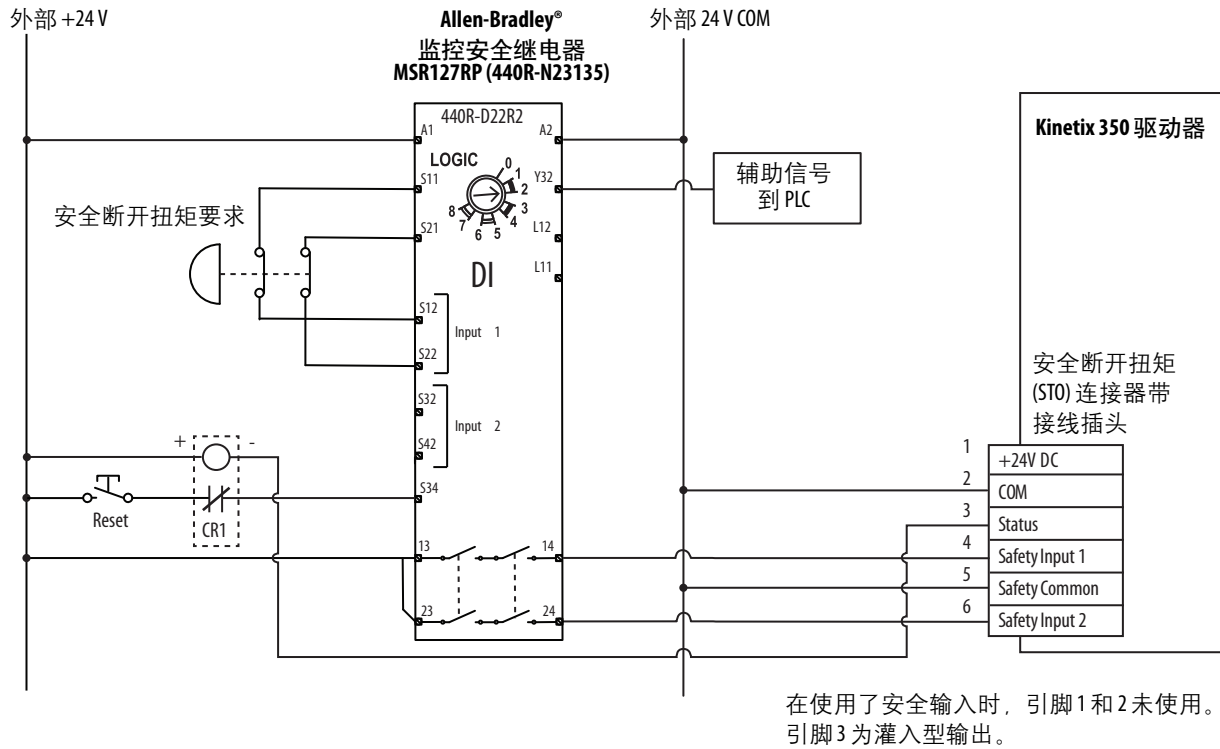 外部 +24 V
Allen-Bradley®
监控安全继电器
MSR127RP (440R-N23135)
外部 24 V COM
440R-D22R2
A1
A2
LOGIC
0
1
2
3
4
5
6
7
8
S11
Y32
S21
L12
L11
DI
安全断开扭矩要求
辅助信号
到 PLC
Kinetix 350 驱动器
S12
Input 1
S22
S32
Input 2
S42
S34
+
-
Reset
CR1
13
14
23
24
安全断开扭矩
(STO) 连接器带
接线插头
1
+24V DC
2
COM
3
Status
4
Safety Input 1
5
Safety Common
6
Safety Input 2
在使用了安全输入时，引脚 1 和 2 未使用。
引脚 3 为灌入型输出。